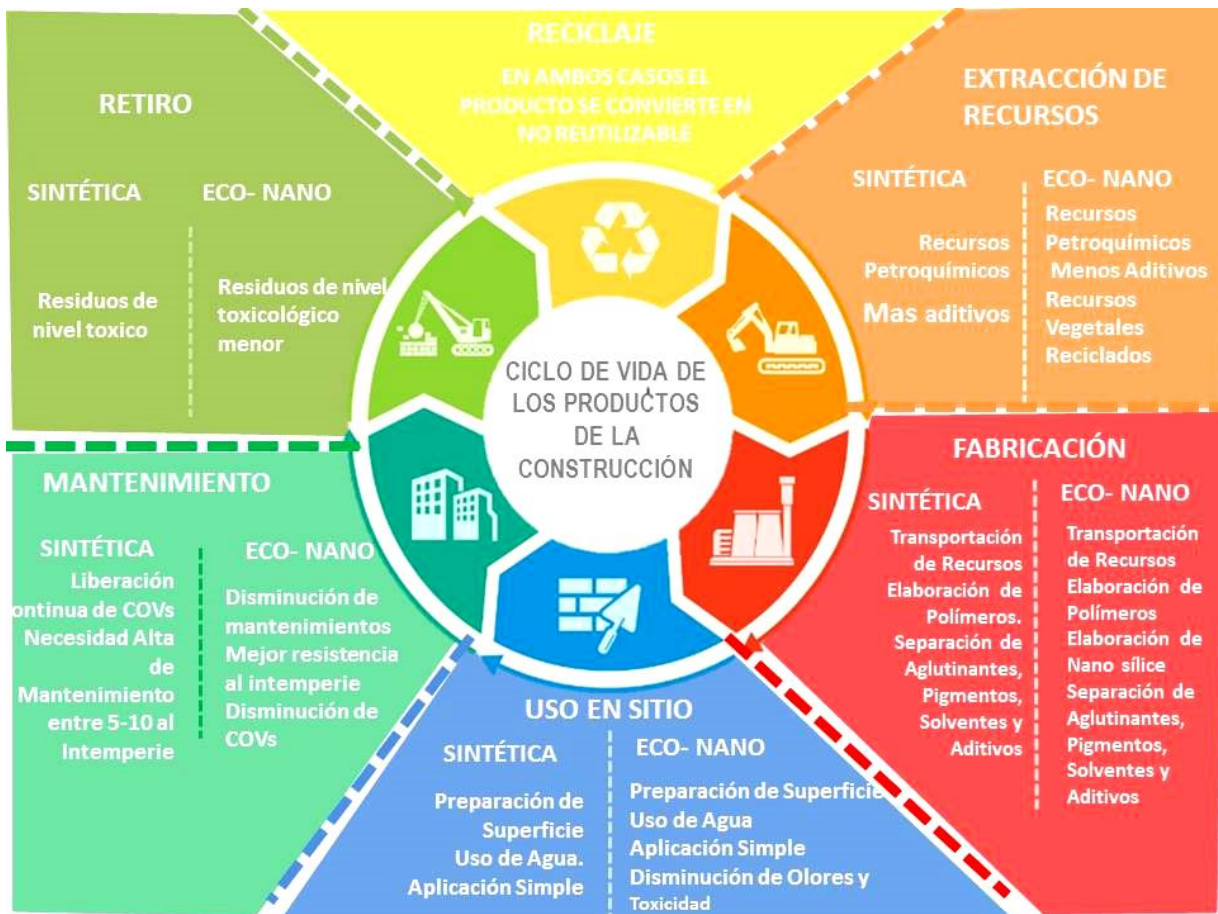 RECICLAJE
EN AMBOS CASOS EL
PRODUCTO SE CONVIERTE EN
NO REUTILIZABLE
EXTRACCIÓN DE
RECURSOS
SINTÉTICA
Recursos
Petroquímicos
Mas aditivos
ECO- NANO
Recursos
Petroquímicos
Menos Aditivos
Recursos
Vegetales
Reciclados
FABRICACIÓN
SINTÉTICA
Transportación
de Recursos
Elaboración de
Polímeros.
Separación de
Aglutinantes,
Pigmentos,
Solventes y
Aditivos
ECO- NANO
Transportación
de Recursos
Elaboración de
Polímeros
Elaboración de
Nano sílice
Separación de
Aglutinantes,
Pigmentos,
Solventes y
Aditivos
USO EN SITIO
SINTÉTICA
Preparación de
Superficie
Uso de Agua.
Aplicación Simple
ECO- NANO
Preparación de Superficie
Uso de Agua
Aplicación Simple
Disminución de Olores y
Toxicidad
MANTENIMIENTO
SINTÉTICA
Liberación
ontinua de COVs
Necesidad Alta
de
Mantenimiento
entre 5-10 al
Intemperie
ECO- NANO
Disminución de
mantenimientos
Mejor resistencia
al intemperie
Disminución de
COVs
RETIRO
SINTÉTICA
Residuos de
nivel toxico
ECO- NANO
Residuos de nivel
toxicológico
menor
CICLO DE VIDA DE
LOS PRODUCTOS
DE LA
CONSTRUCCIÓN